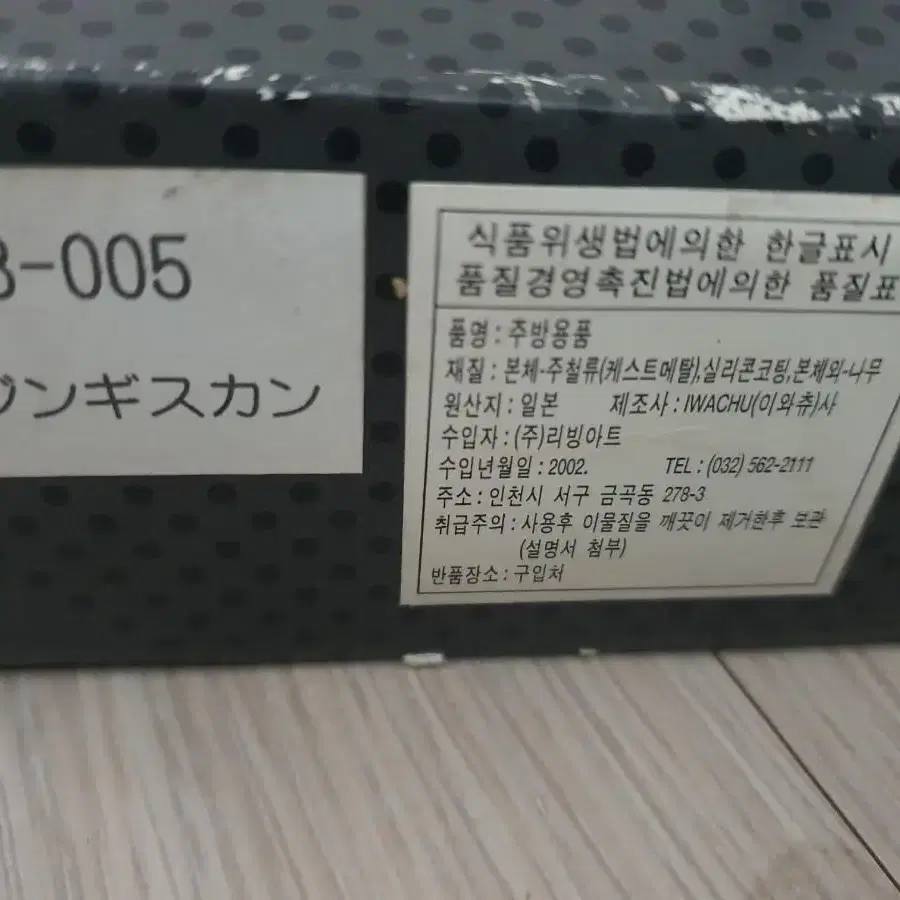 -005
ジンギスカン
식품위생법에의한 한글표시
품질경영촉진법에의한 품질표
품명 : 주방용품
재질 : 본체-주철류(케스트메탈),실리콘코팅,본체외-나무
원산지 : 일본 제조사 : IWACHU(이와츄)사
수입자 : (주)리빙아트
수입년월일 : 2002. TEL : (032) 562-2111
주소 : 인천시 서구 금곡동 278-3
취급주의 : 사용후 이물질을 깨끗이 제거한후 보관
(설명서 첨부)
반품장소 : 구입처